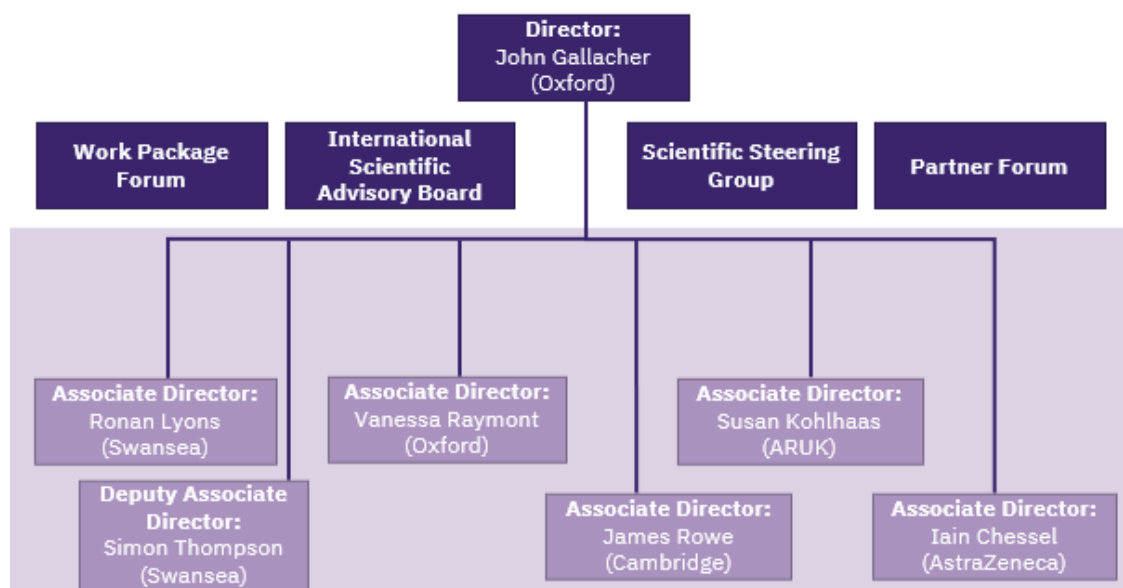 Director:
John Gallacher
(Oxford)
Work Package
Forum
International
Scientific
Advisory Board
Scientific Steering
Group
Partner Forum
Associate Director:
Ronan Lyons
(Swansea)
Associate Director:
Vanessa Raymont
(Oxford)
Associate Director:
Susan Kohlhaas
(ARUK)
Deputy Associate
Director:
Simon Thompson
(Swansea)
Associate Director:
James Rowe
(Cambridge)
Associate Director:
Iain Chessel
(AstraZeneca)